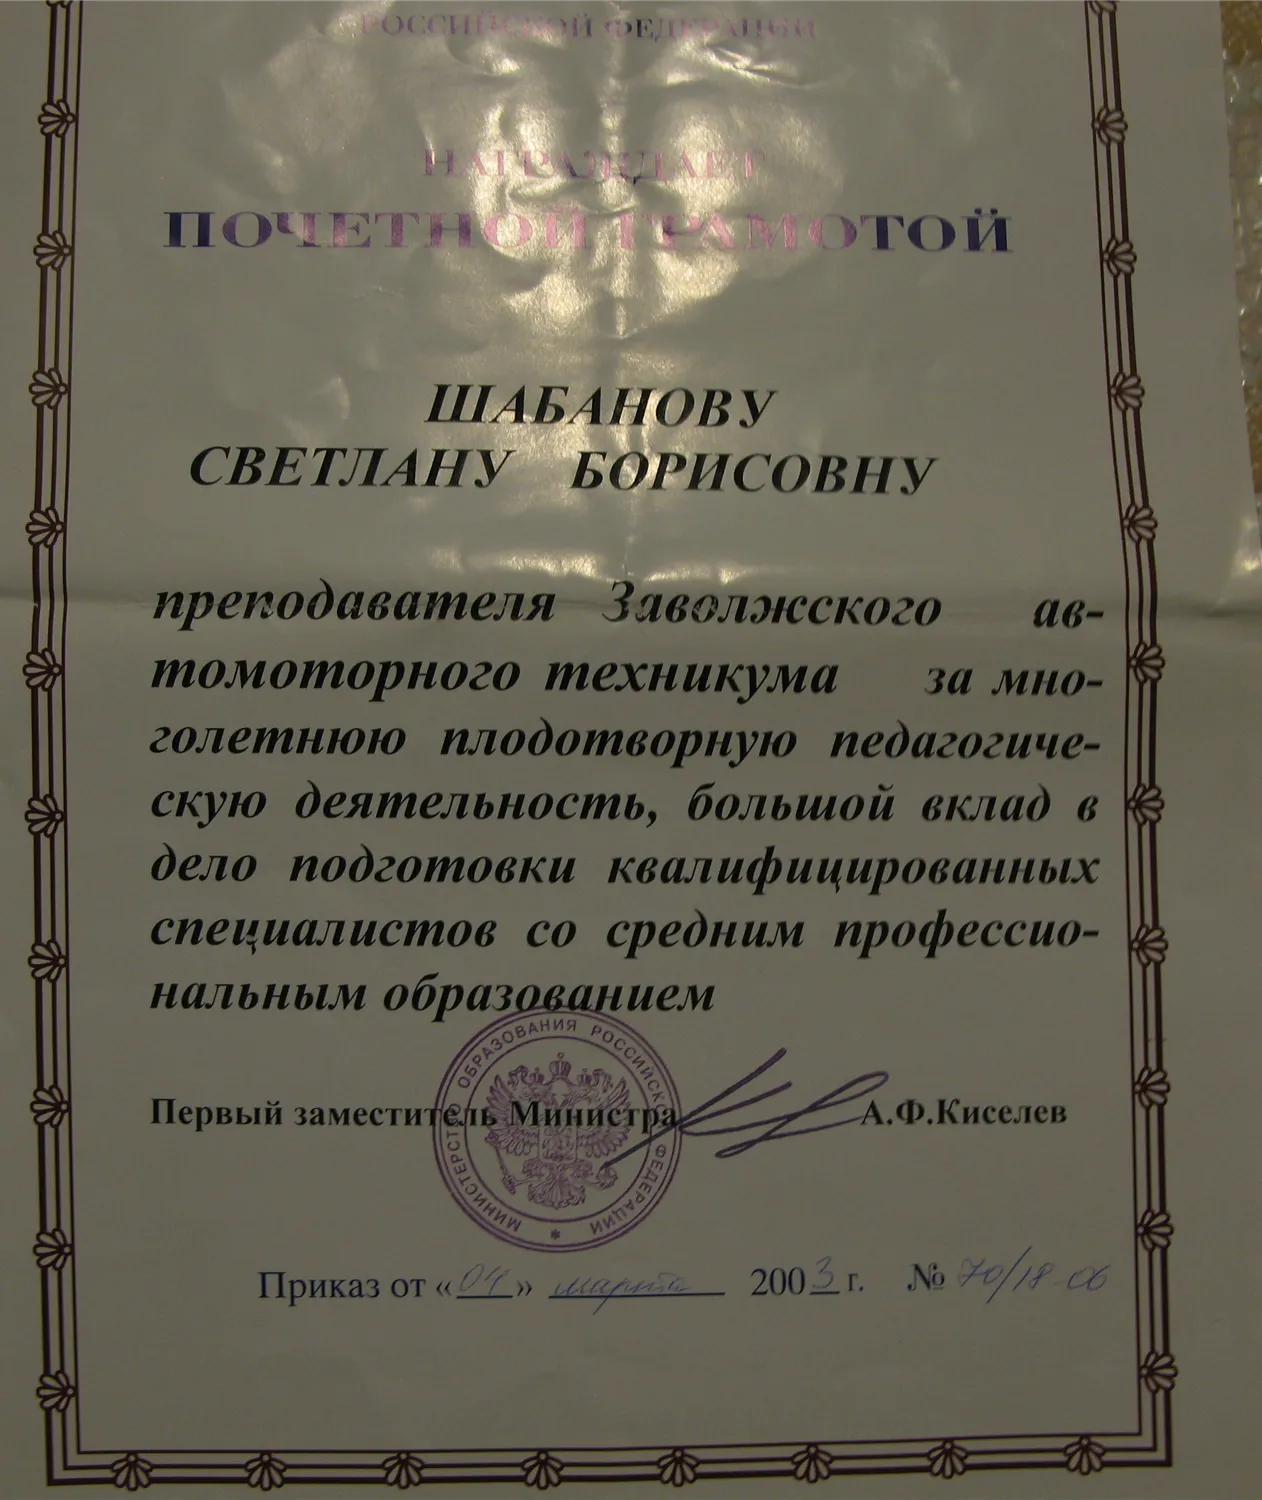 РОССИЙСКОЙ ФЕДЕРАЦИИ
НАГРАЖДАЕТ
ПОЧЕТНОЙ ГРАМОТОЙ
ШАБАНОВУ
СВЕТЛАНУ БОРИСОВНУ
преподавателя Заволжского ав-
томоторного техникума за мно-
голетнюю плодотворную педагогиче-
скую деятельность, большой вклад в
дело подготовки квалифицированных
специалистов со средним профессио-
нальным образованием
Первый заместитель Министра А.Ф.Киселев
МИНИСТЕРСТВО ОБРАЗОВАНИЯ РОССИЙСКОЙ ФЕДЕРАЦИИ
Приказ от «04» марта 2003 г. № 70/18-06